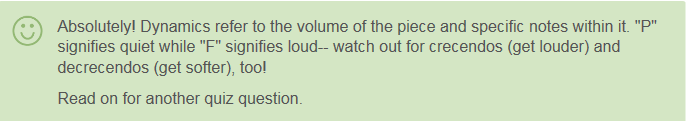 Absolutely! Dynamics refer to the volume of the piece and specific notes within it. "P"
signifies quiet while "F" signifies loud-- watch out for crecendos (get louder) and
decrecendos (get softer), too!
Read on for another quiz question.